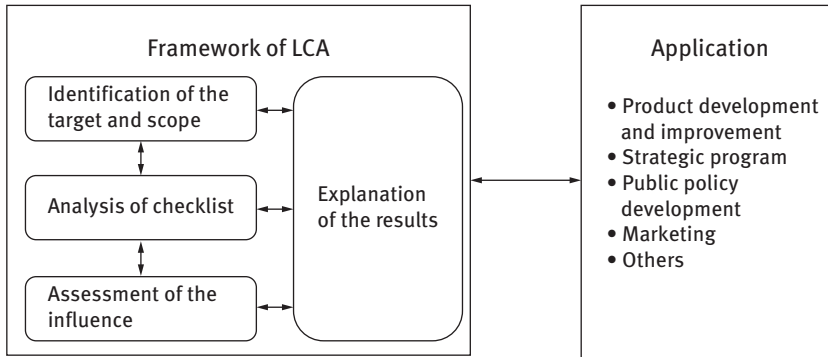 Framework of LCA
Identification of the
target and scope
Analysis of checklist
Assessment of the
influence
Explanation
of the results
Application
• Product development
and improvement
• Strategic program
• Public policy
development
• Marketing
• Others